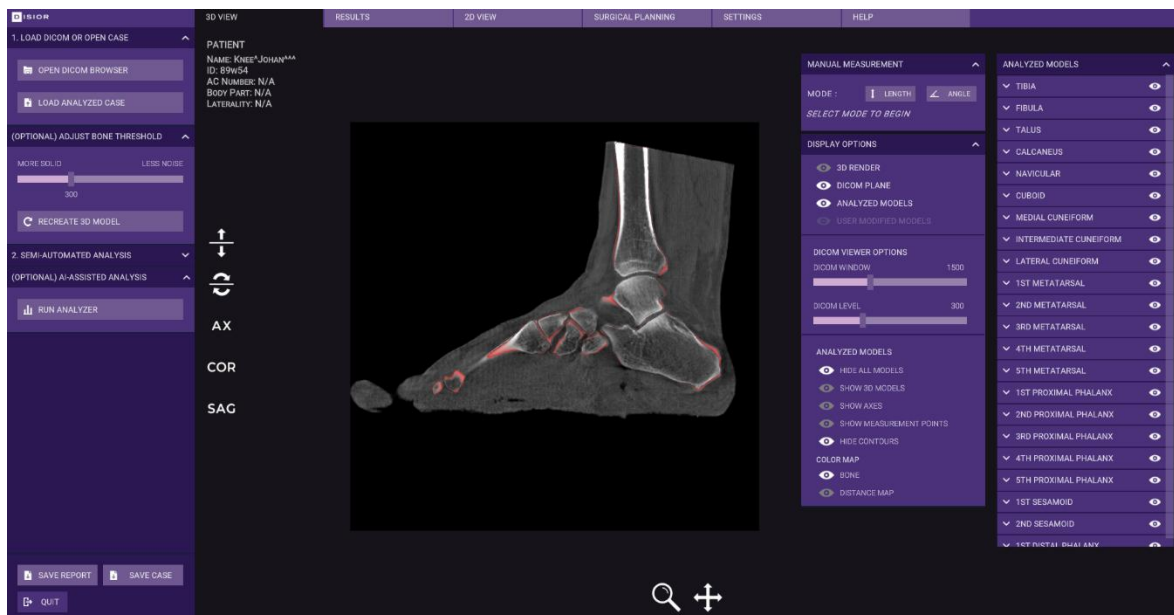 DISIOR
3D VIEW
RESULTS
2D VIEW
SURGICAL PLANNING
SETTINGS
HELP
1. LOAD DICOM OR OPEN CASE
OPEN DICOM BROWSER
LOAD ANALYZED CASE
(OPTIONAL) ADJUST BONE THRESHOLD
MORE SOLID
LESS NOISE
300
RECREATE 3D MODEL
2. SEMI-AUTOMATED ANALYSIS
(OPTIONAL) AI-ASSISTED ANALYSIS
RUN ANALYZER
SAVE REPORT
SAVE CASE
QUIT
PATIENT
NAME: KNEE^JOHAN^^^
ID: 89w54
AC NUMBER: N/A
BODY PART: N/A
LATERALITY: N/A
AX
COR
SAG
MANUAL MEASUREMENT
MODE :
LENGTH
ANGLE
SELECT MODE TO BEGIN
DISPLAY OPTIONS
3D RENDER
DICOM PLANE
ANALYZED MODELS
USER MODIFIED MODELS
DICOM VIEWER OPTIONS
DICOM WINDOW
1500
DICOM LEVEL
300
ANALYZED MODELS
HIDE ALL MODELS
SHOW 3D MODELS
SHOW AXES
SHOW MEASUREMENT POINTS
HIDE CONTOURS
COLOR MAP
BONE
DISTANCE MAP
ANALYZED MODELS
TIBIA
FIBULA
TALUS
CALCANEUS
NAVICULAR
CUBOID
MEDIAL CUNEIFORM
INTERMEDIATE CUNEIFORM
LATERAL CUNEIFORM
1ST METATARSAL
2ND METATARSAL
3RD METATARSAL
4TH METATARSAL
5TH METATARSAL
1ST PROXIMAL PHALANX
2ND PROXIMAL PHALANX
3RD PROXIMAL PHALANX
4TH PROXIMAL PHALANX
5TH PROXIMAL PHALANX
1ST SESAMOID
2ND SESAMOID
1ST DISTAL PHALANX